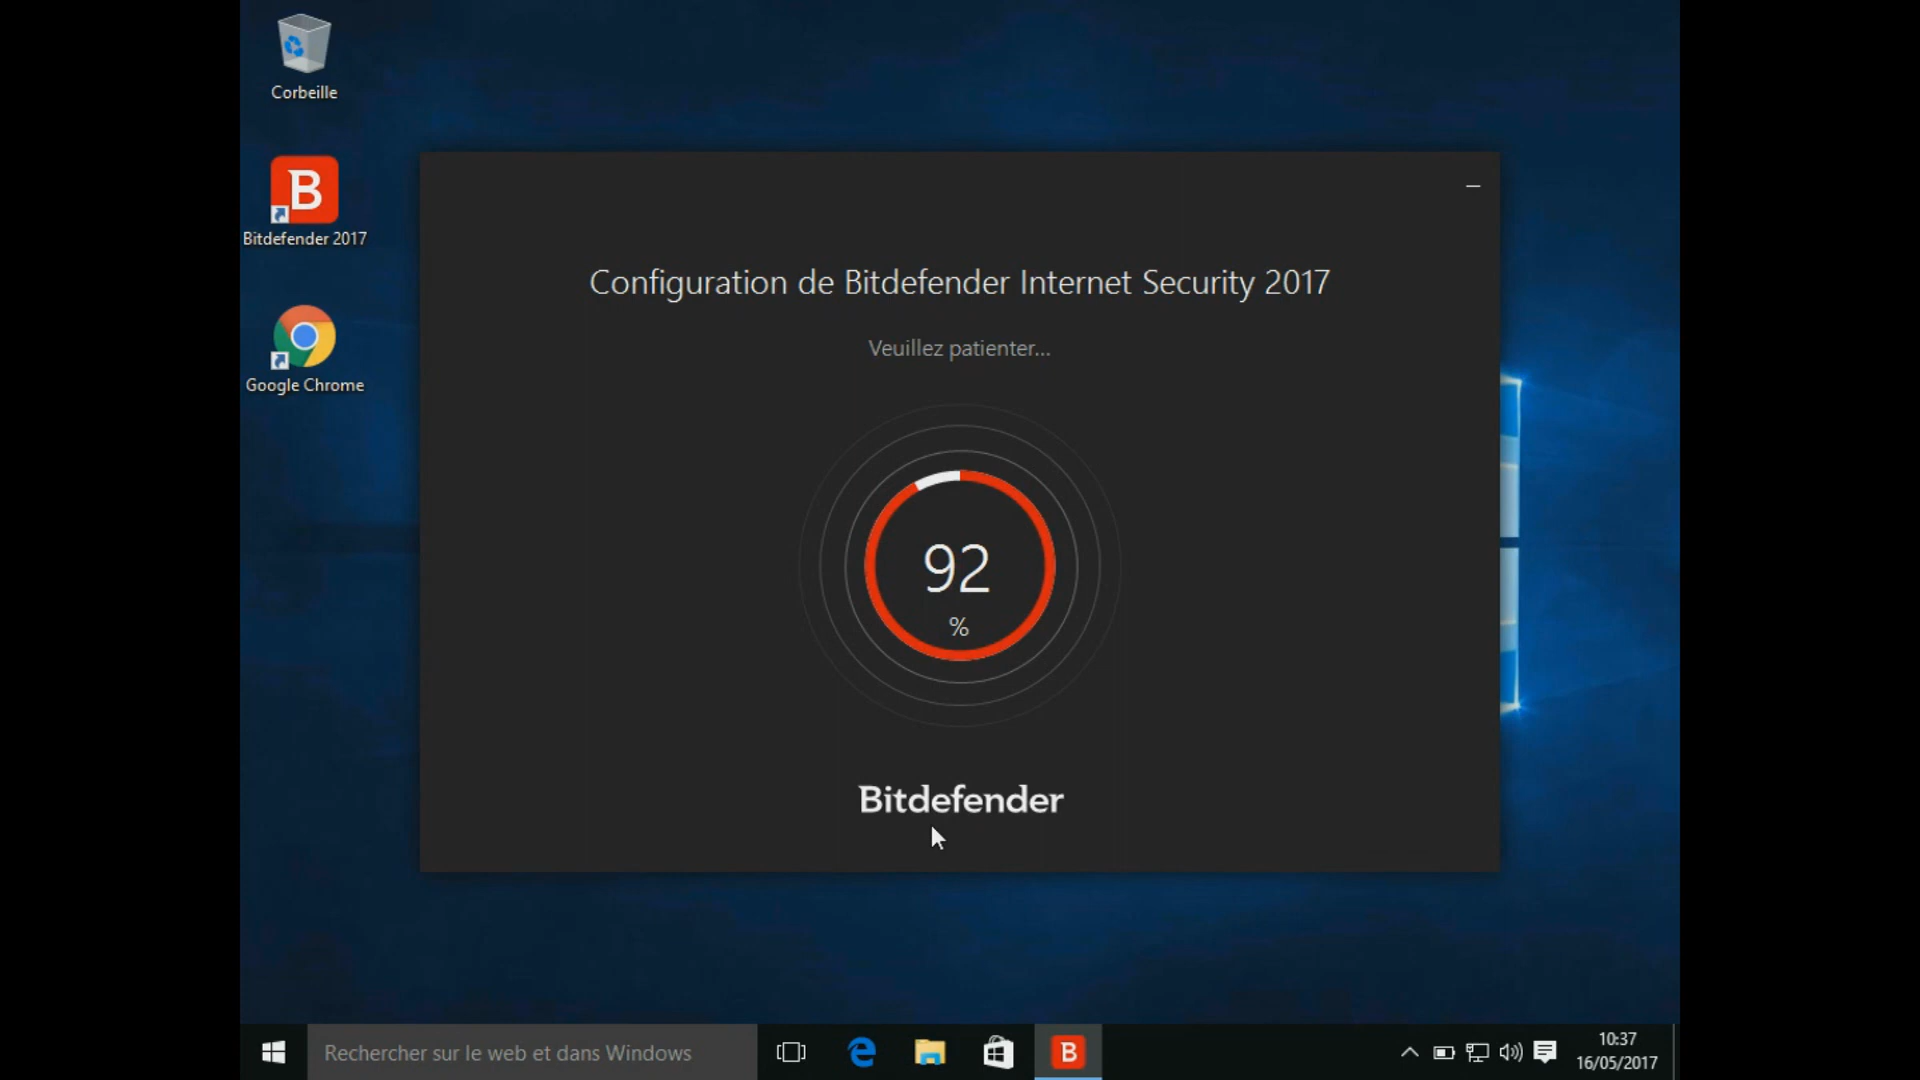 Corbeille
Bitdefender 2017
Google Chrome
Configuration de Bitdefender Internet Security 2017
Veuillez patienter...
92
%
Bitdefender
Rechercher sur le web et dans Windows
10:37
16/05/2017